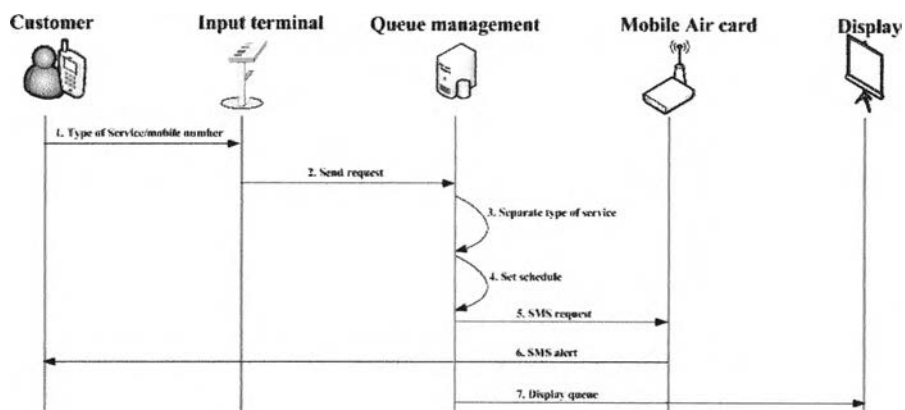 Customer
Input terminal
Queue management
Mobile Air card
Display
1. Type of Service/mobile number
2. Send request
3. Separate type of service
4. Set schedule
5. SMS request
6. SMS alert
7. Display queue